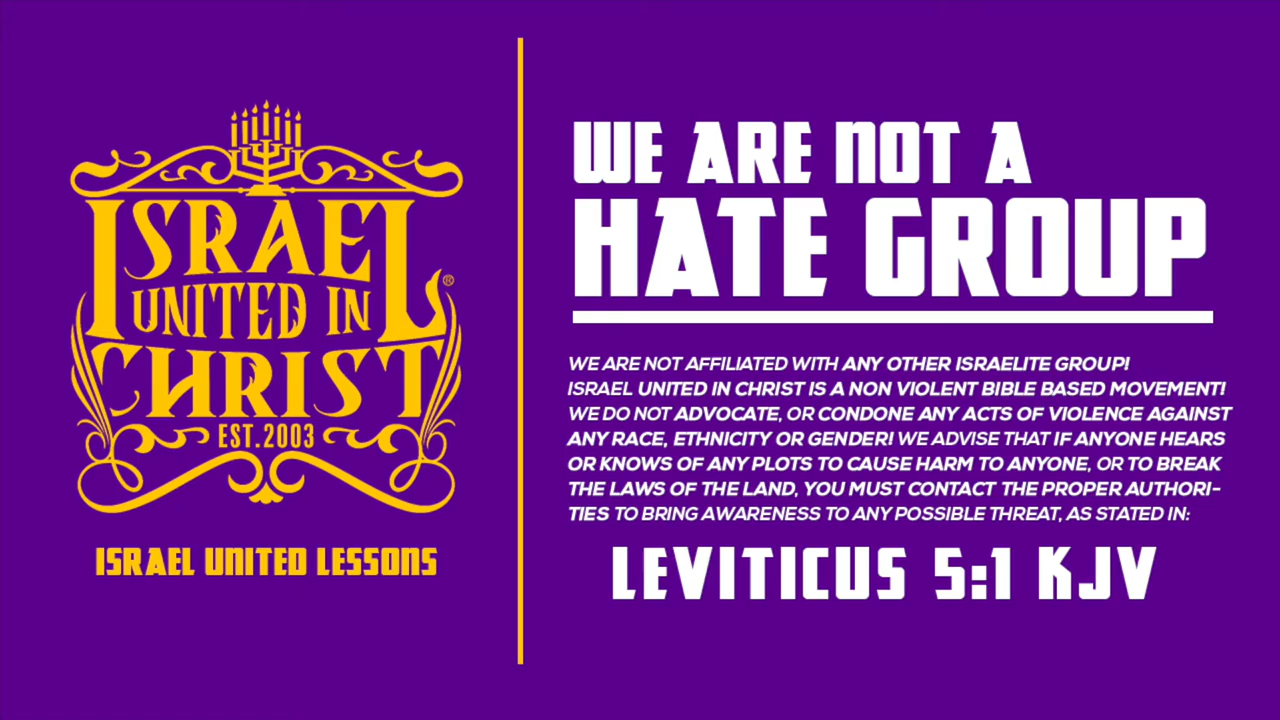 ISRAEL
UNITED IN
CHRIST
®
EST.2003
ISRAEL UNITED LESSONS
WE ARE NOT A
HATE GROUP
WE ARE NOT AFFILIATED WITH ANY OTHER ISRAELITE GROUP!
ISRAEL UNITED IN CHRIST IS A NON VIOLENT BIBLE BASED MOVEMENT!
WE DO NOT ADVOCATE, OR CONDONE ANY ACTS OF VIOLENCE AGAINST
ANY RACE, ETHNICITY OR GENDER! WE ADVISE THAT IF ANYONE HEARS
OR KNOWS OF ANY PLOTS TO CAUSE HARM TO ANYONE, OR TO BREAK
THE LAWS OF THE LAND, YOU MUST CONTACT THE PROPER AUTHORI-
TIES TO BRING AWARENESS TO ANY POSSIBLE THREAT, AS STATED IN:
LEVITICUS 5:1 KJV